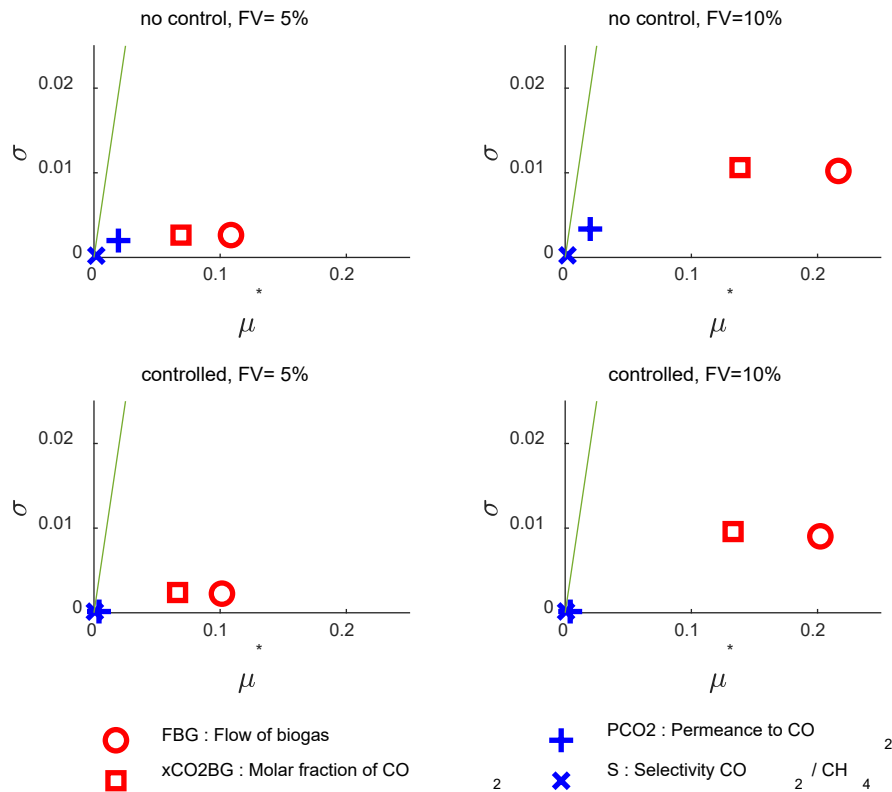 no control, FV= 5%
0.02
0.01
0
σ
0 0.1 0.2
μ*
no control, FV=10%
0.02
0.01
0
σ
0 0.1 0.2
μ*
controlled, FV= 5%
0.02
0.01
0
σ
0 0.1 0.2
μ*
controlled, FV=10%
0.02
0.01
0
σ
0 0.1 0.2
μ*
FBG : Flow of biogas
xCO2BG : Molar fraction of CO 2
PCO2 : Permeance to CO 2
S : Selectivity CO 2 / CH 4